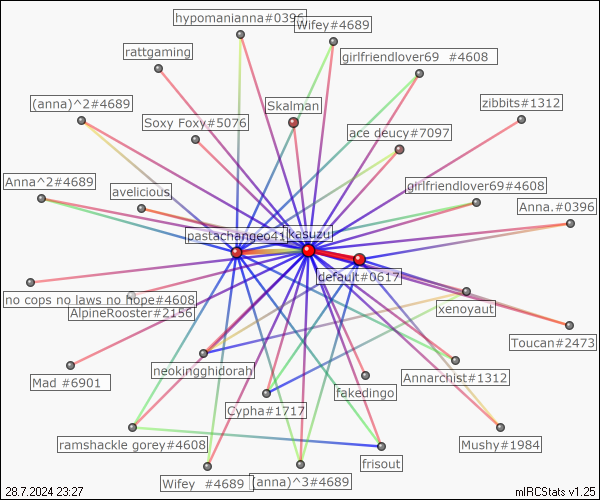 hypomanianna#0396
Wifey#4689
rattgaming
girlfriendlover69 #4608
(anna)^2#4689
Skalman
zibbits#1312
Soxy Foxy#5076
ace deucy#7097
Anna^2#4689
avelicious
girlfriendlover69#4608
Anna.#0396
pastachangeo41
kasuzu
default#0617
no cops no laws no hope#4608
AlpineRooster#2156
xenoyaut
Toucan#2473
neokingghidorah
Annarchist#1312
Mad #6901
fakedingo
Cypha#1717
ramshackle gorey#4608
Mushy#1984
frisout
Wifey #4689
(anna)^3#4689
28.7.2024 23:27
mIRCStats v1.25